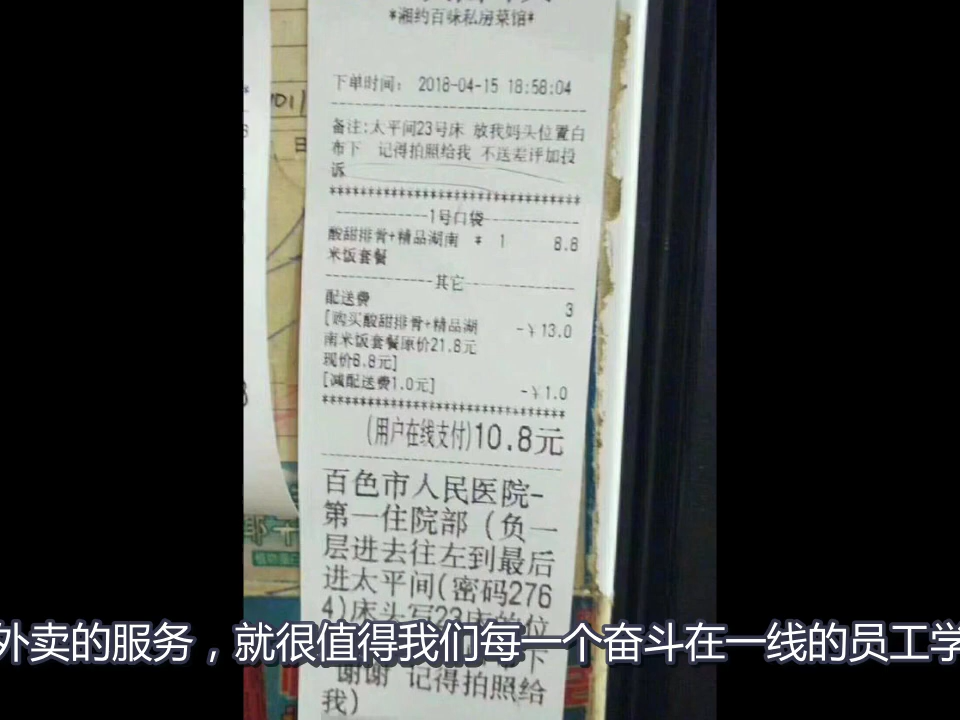 *湘约百味私房菜馆*
下单时间： 2018-04-15 18:58:04
备注:太平间23号床 放我妈头位置白
布下 记得拍照给我 不送差评加投
诉
*******************************
------------1号口袋------------
酸甜排骨+精品湖南 * 1 8.8
米饭套餐
------------其它------------
配送费 3
[购买酸甜排骨+精品湖 -￥13.0
南米饭套餐原价21.8元
现价8.8元]
[减配送费1.0元] -￥1.0
*******************************
(用户在线支付)10.8元
百色市人民医院-
第一住院部（负一
层进去往左到最后
进太平间(密码276
4)床头写23床的位
下
谢谢 记得拍照给
我）
外卖的服务，就很值得我们每一个奋斗在一线的员工学